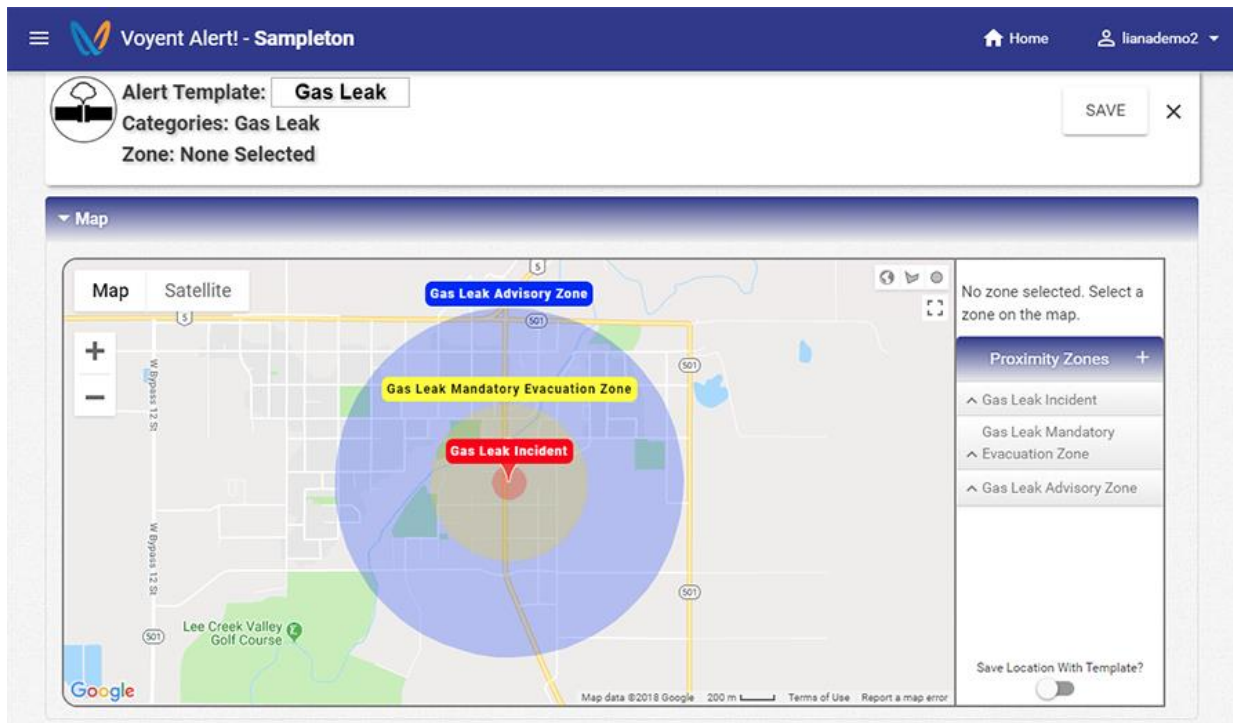 Voyent Alert! - Sampleton
Home
lianademo2
Alert Template: Gas Leak
Categories: Gas Leak
Zone: None Selected
SAVE
Map
Map
Satellite
5
5
Gas Leak Advisory Zone
501
501
Gas Leak Mandatory Evacuation Zone
Gas Leak Incident
W Bypass 12 St
W Bypass 12 St
501
501
Lee Creek Valley
Golf Course
Google
Map data ©2018 Google
200 m
Terms of Use
Report a map error
No zone selected. Select a
zone on the map.
Proximity Zones +
Gas Leak Incident
Gas Leak Mandatory
Evacuation Zone
Gas Leak Advisory Zone
Save Location With Template?